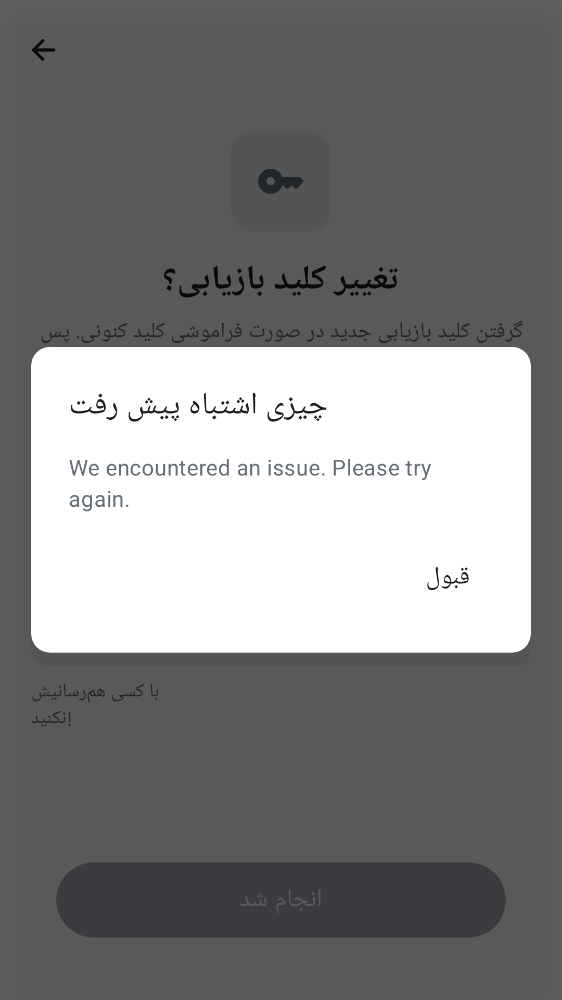 تغییر کلید بازیابی؟
گرفتن کلید بازیابی جدید در صورت فراموشی کلید کنونی. پس
چیزی اشتباه پیش رفت
We encountered an issue. Please try
again.
قبول
با کسی هم‌رسانیش
نکنید!
انجام شد